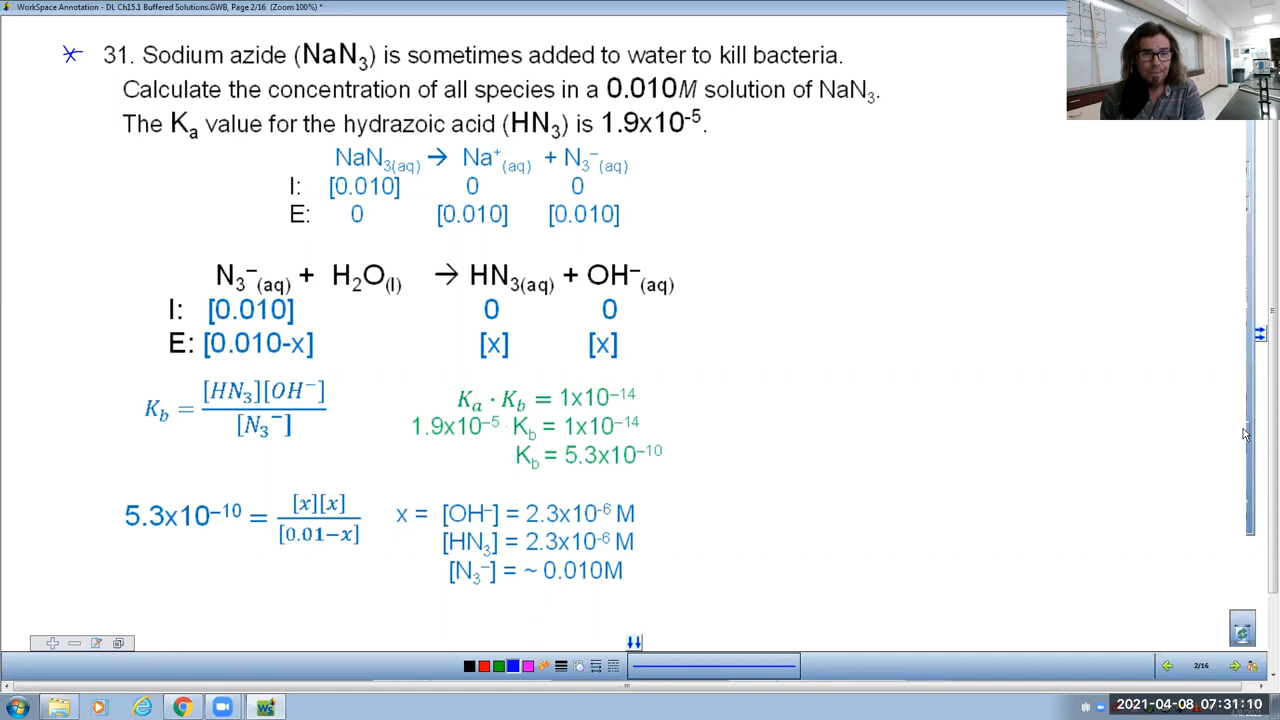 WorkSpace Annotation - DL Ch15.1 Buffered Solutions.GWB, Page 2/16 (Zoom 100%) *
31. Sodium azide (NaN₃) is sometimes added to water to kill bacteria.
Calculate the concentration of all species in a 0.010M solution of NaN₃.
The Kₐ value for the hydrazoic acid (HN₃) is 1.9x10⁻⁵.
NaN₃(aq) → Na⁺(aq) + N₃⁻(aq)
I: [0.010] 0 0
E: 0 [0.010] [0.010]
N₃⁻(aq) + H₂O(l) → HN₃(aq) + OH⁻(aq)
I: [0.010] 0 0
E: [0.010-x] [x] [x]
K_b = [HN₃][OH⁻] / [N₃⁻]
Kₐ · K_b = 1x10⁻¹⁴
1.9x10⁻⁵ · K_b = 1x10⁻¹⁴
K_b = 5.3x10⁻¹⁰
5.3x10⁻¹⁰ = [x][x] / [0.01−x]
x = [OH⁻] = 2.3x10⁻⁶ M
[HN₃] = 2.3x10⁻⁶ M
[N₃⁻] = ~ 0.010M
2/16
2021-04-08 07:31:10